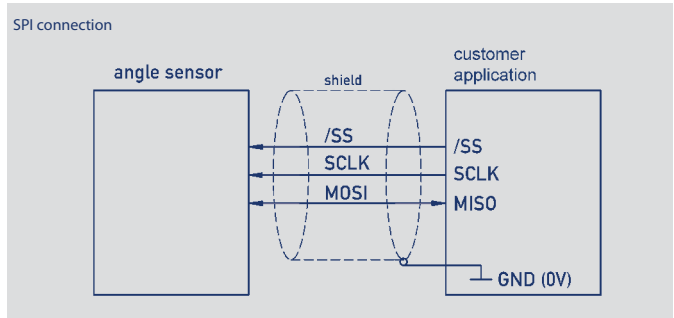 SPI connection
angle sensor
shield
customer
application
/SS
/SS
SCLK
SCLK
MOSI
MISO
GND (0V)